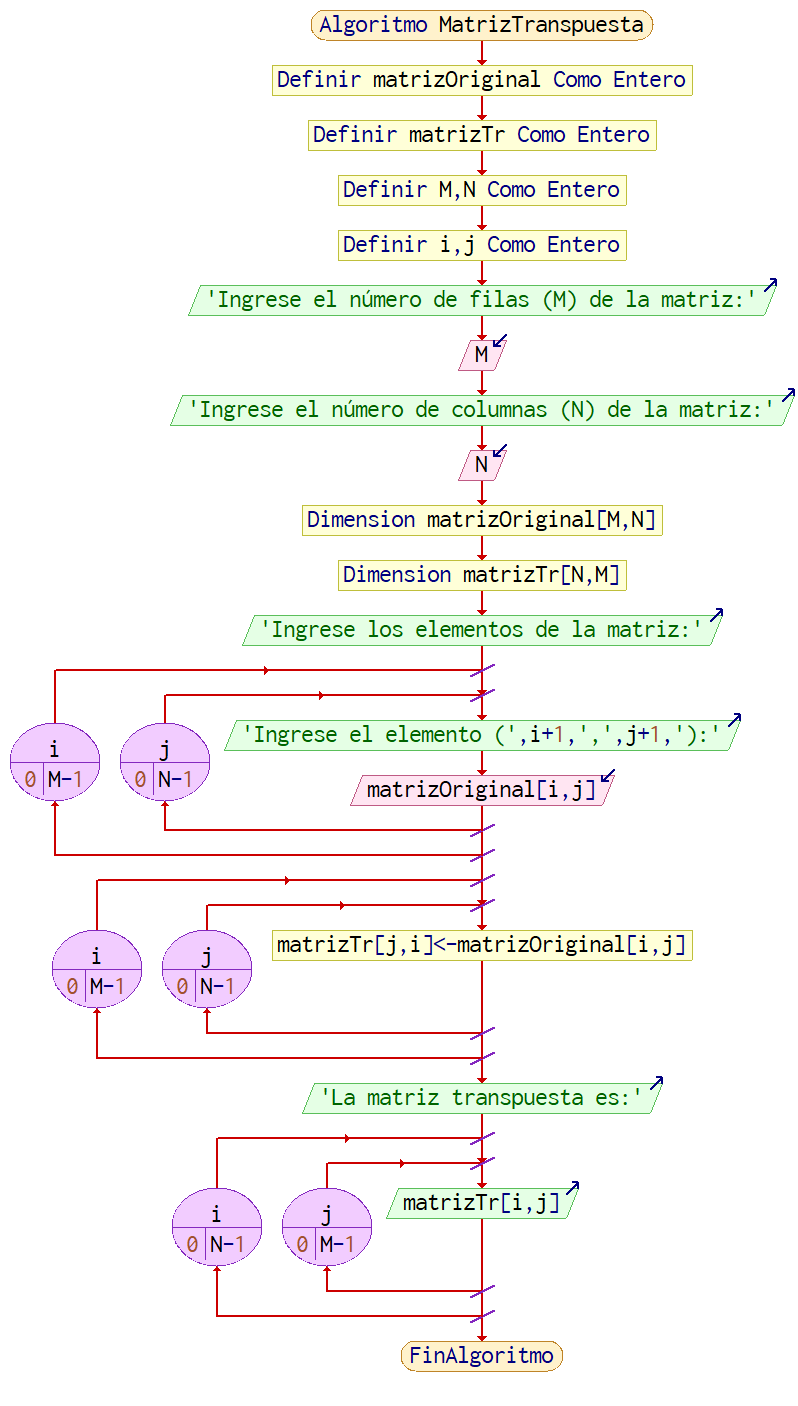 Algoritmo MatrizTranspuesta
Definir matrizOriginal Como Entero
Definir matrizTr Como Entero
Definir M,N Como Entero
Definir i,j Como Entero
'Ingrese el número de filas (M) de la matriz:'
M
'Ingrese el número de columnas (N) de la matriz:'
N
Dimension matrizOriginal[M,N]
Dimension matrizTr[N,M]
'Ingrese los elementos de la matriz:'
i
0 M-1
j
0 N-1
'Ingrese el elemento (',i+1,',',j+1,'):'
matrizOriginal[i,j]
i
0 M-1
j
0 N-1
matrizTr[j,i]<-matrizOriginal[i,j]
'La matriz transpuesta es:'
i
0 N-1
j
0 M-1
matrizTr[i,j]
FinAlgoritmo